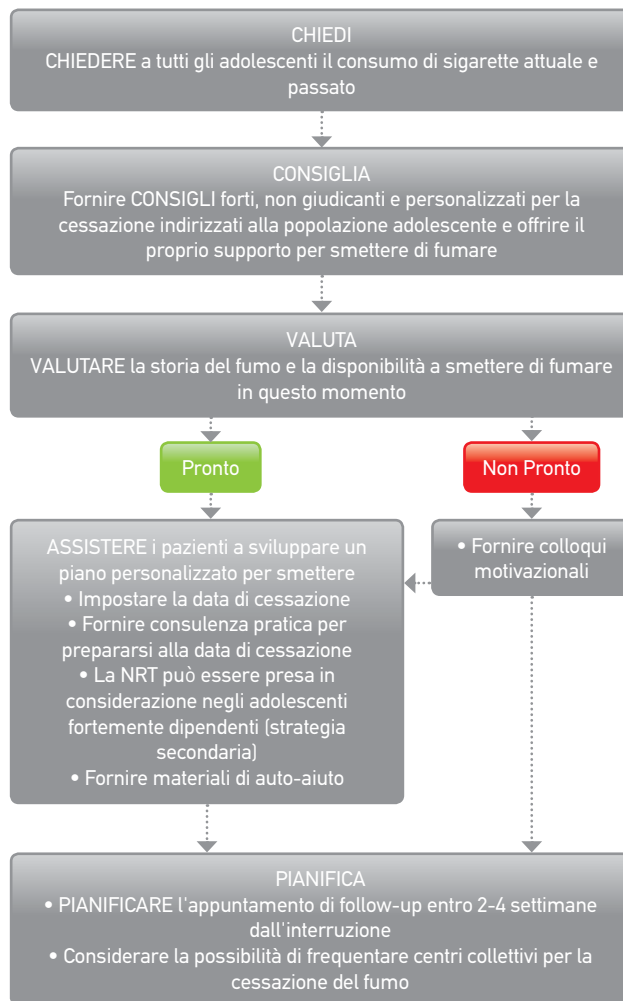 CHIEDI
CHIEDERE a tutti gli adolescenti il consumo di sigarette attuale e
passato
CONSIGLIA
Fornire CONSIGLI forti, non giudicanti e personalizzati per la
cessazione indirizzati alla popolazione adolescente e offrire il
proprio supporto per smettere di fumare
VALUTA
VALUTARE la storia del fumo e la disponibilità a smettere di fumare
in questo momento
Pronto
Non Pronto
ASSISTERE i pazienti a sviluppare un
piano personalizzato per smettere
• Impostare la data di cessazione
• Fornire consulenza pratica per
prepararsi alla data di cessazione
• La NRT può essere presa in
considerazione negli adolescenti
fortemente dipendenti (strategia
secondaria)
• Fornire materiali di auto-aiuto
• Fornire colloqui
motivazionali
PIANIFICA
• PIANIFICARE l'appuntamento di follow-up entro 2-4 settimane
dall'interruzione
• Considerare la possibilità di frequentare centri collettivi per la
cessazione del fumo